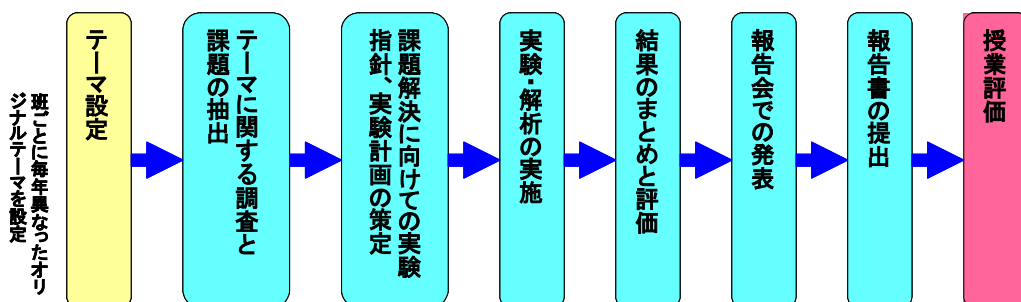 班ごとに毎年異なったオリ
ジナルテーマを設定
テーマ設定
テーマに関する調査と
課題の抽出
課題解決に向けての実験
指針、実験計画の策定
実験・解析の実施
結果のまとめと評価
報告会での発表
報告書の提出
授業評価